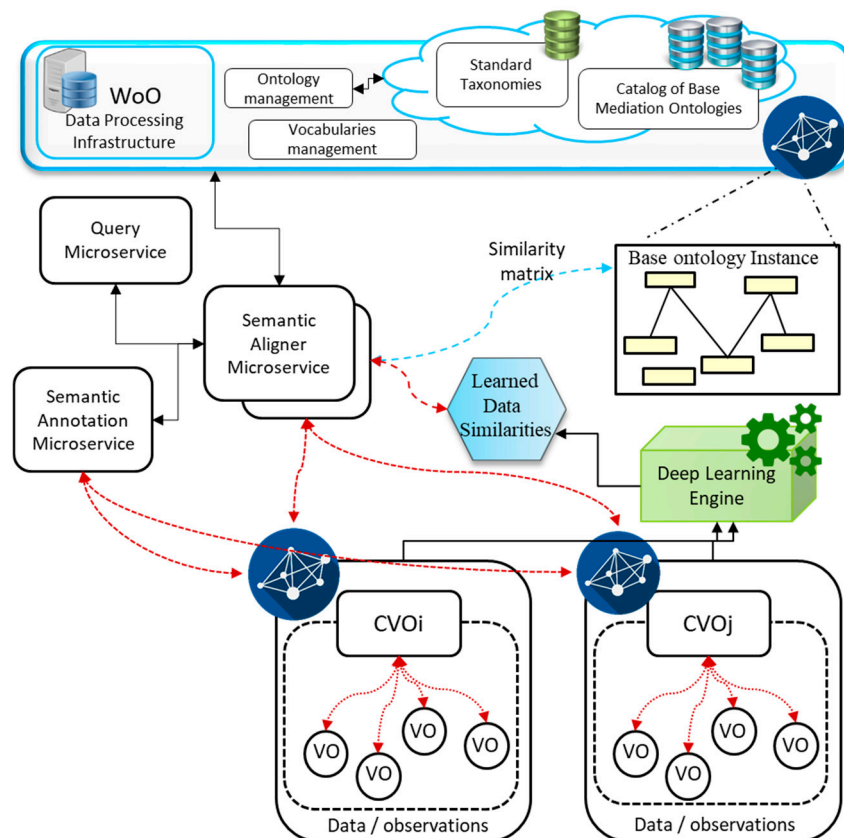 WoO
Data Processing
Infrastructure
Ontology
management
Vocabularies
management
Standard
Taxonomies
Catalog of Base
Mediation Ontologies
Query
Microservice
Similarity
matrix
Base ontology Instance
Semantic
Aligner
Microservice
Semantic
Annotation
Microservice
Learned
Data
Similarities
Deep Learning
Engine
CVOi
VO
VO
VO
VO
Data / observations
CVOj
VO
VO
VO
VO
Data / observations